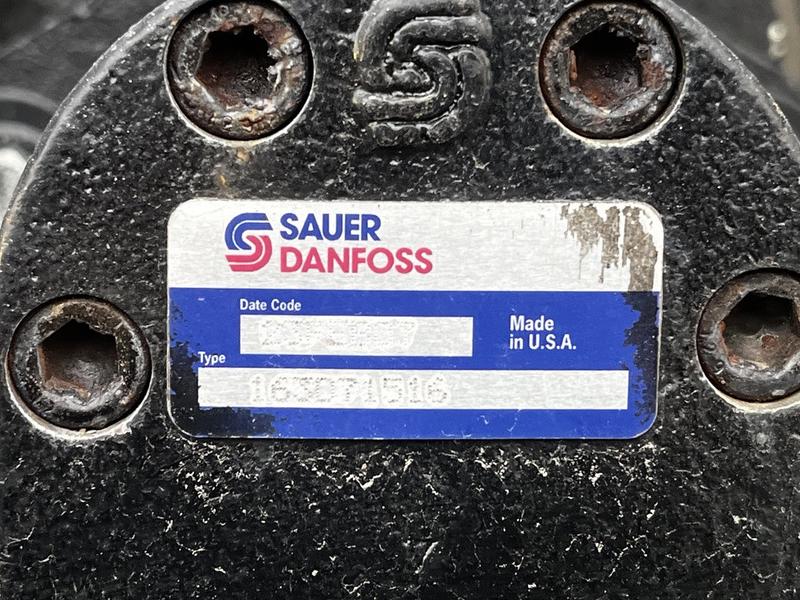 SAUER
DANFOSS
Date Code
Made
in U.S.A.
Type
163D71516